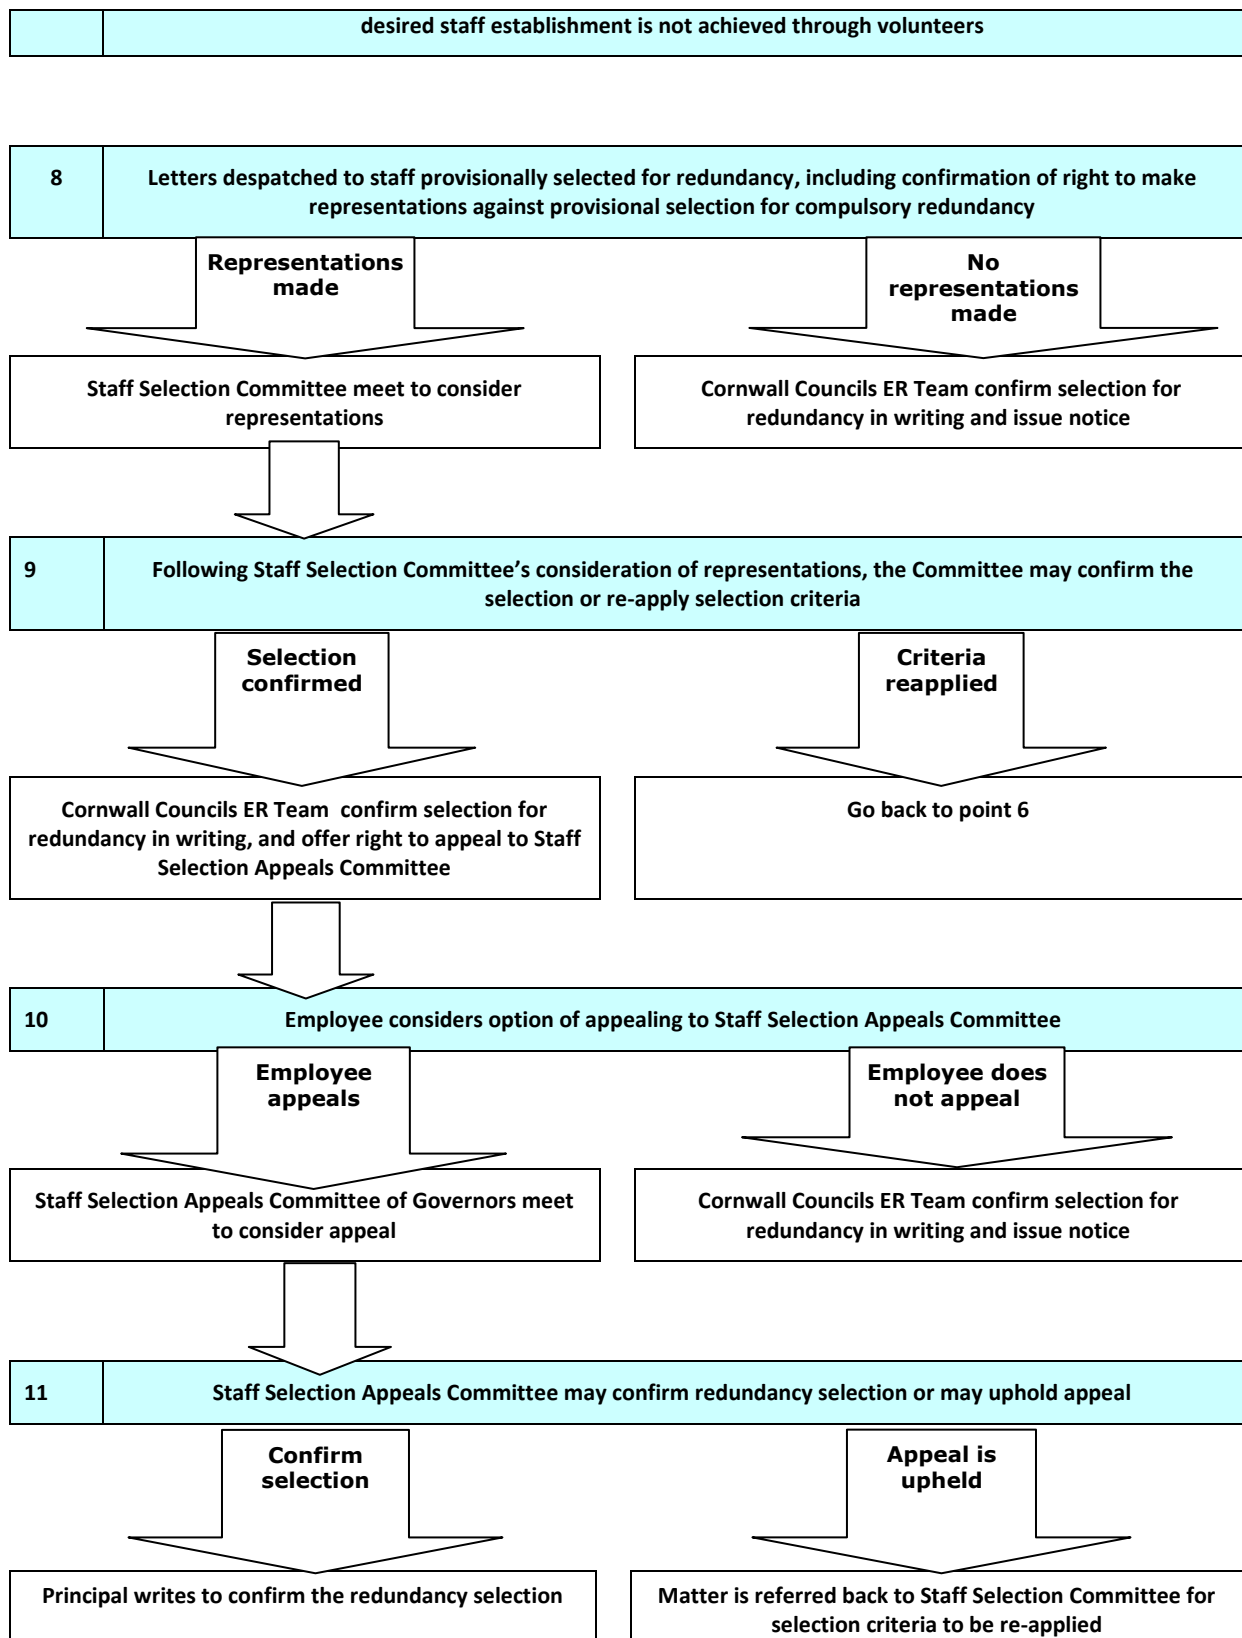 desired staff establishment is not achieved through volunteers
8
Letters despatched to staff provisionally selected for redundancy, including confirmation of right to make
representations against provisional selection for compulsory redundancy
Representations
made
No
representations
made
Staff Selection Committee meet to consider
representations
Cornwall Councils ER Team confirm selection for
redundancy in writing and issue notice
9
Following Staff Selection Committee’s consideration of representations, the Committee may confirm the
selection or re-apply selection criteria
Selection
confirmed
Criteria
reapplied
Cornwall Councils ER Team confirm selection for
redundancy in writing, and offer right to appeal to Staff
Selection Appeals Committee
Go back to point 6
10
Employee considers option of appealing to Staff Selection Appeals Committee
Employee
appeals
Employee does
not appeal
Staff Selection Appeals Committee of Governors meet
to consider appeal
Cornwall Councils ER Team confirm selection for
redundancy in writing and issue notice
11
Staff Selection Appeals Committee may confirm redundancy selection or may uphold appeal
Confirm
selection
Appeal is
upheld
Principal writes to confirm the redundancy selection
Matter is referred back to Staff Selection Committee for
selection criteria to be re-applied